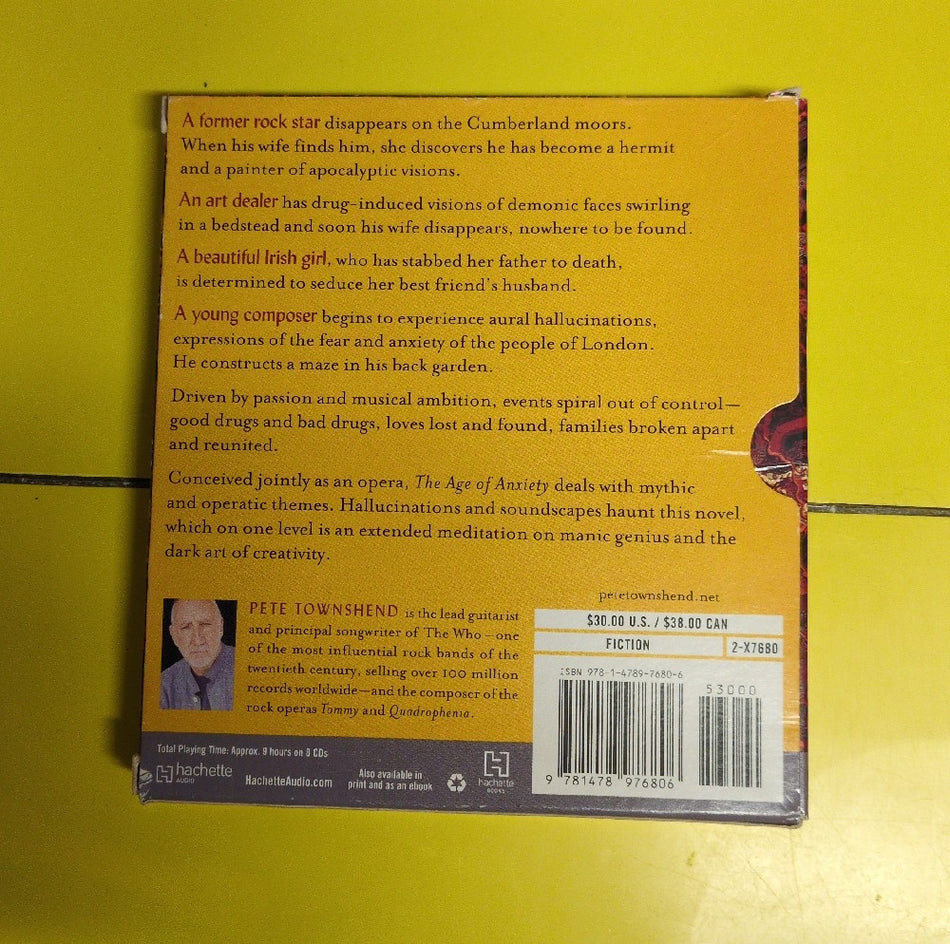 A former rock star disappears on the Cumberland moors.
When his wife finds him, she discovers he has become a hermit
and a painter of apocalyptic visions.
An art dealer has drug-induced visions of demonic faces swirling
in a bedstead and soon his wife disappears, nowhere to be found.
A beautiful Irish girl, who has stabbed her father to death,
is determined to seduce her best friend's husband.
A young composer begins to experience aural hallucinations,
expressions of the fear and anxiety of the people of London.
He constructs a maze in his back garden.
Driven by passion and musical ambition, events spiral out of control—
good drugs and bad drugs, loves lost and found, families broken apart
and reunited.
Conceived jointly as an opera, The Age of Anxiety deals with mythic
and operatic themes. Hallucinations and soundscapes haunt this novel,
which on one level is an extended meditation on manic genius and the
dark art of creativity.
PETE TOWNSHEND is the lead guitarist
and principal songwriter of The Who—one
of the most influential rock bands of the
twentieth century, selling over 100 million
records worldwide—and the composer of the
rock operas Tommy and Quadrophenia.
petetownshend.net
$30.00 U.S. / $38.00 CAN
FICTION 2-X7680
ISBN 978-1-4789-7680-6
53000
9 781478 976806
Total Playing Time: Approx. 9 hours on 8 CDs
hachette
AUDIO
HachetteAudio.com
Also available in
print and as an ebook
hachette
BOOKS